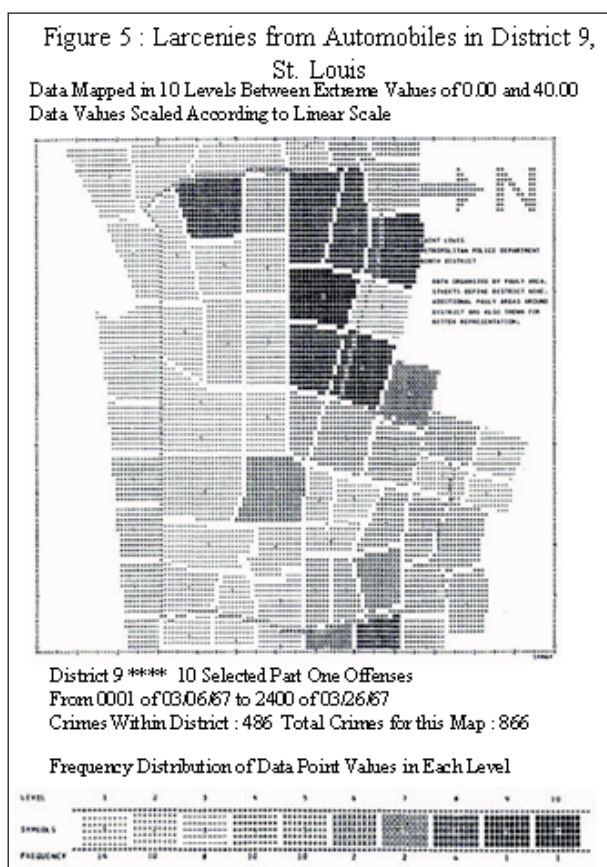 Figure 5 : Larcenies from Automobiles in District 9,
St. Louis
Data Mapped in 10 Levels Between Extreme Values of 0.00 and 40.00
Data Values Scaled According to Linear Scale
N
SAINT LOUIS
METROPOLITAN POLICE DEPARTMENT
NINTH DISTRICT
DATA ORGANIZED BY PAULY AREA.
STREETS DEFINE DISTRICT NINE.
ADDITIONAL PAULY AREAS AROUND
DISTRICT ARE ALSO SHOWN FOR
BETTER REPRESENTATION.
SYMAP
District 9 **** 10 Selected Part One Offenses
From 0001 of 03/06/67 to 2400 of 03/26/67
Crimes Within District : 486 Total Crimes for this Map : 866
Frequency Distribution of Data Point Values in Each Level
LEVEL 1 2 3 4 5 6 7 8 9 10
SYMBOLS
FREQUENCY 14 10 8